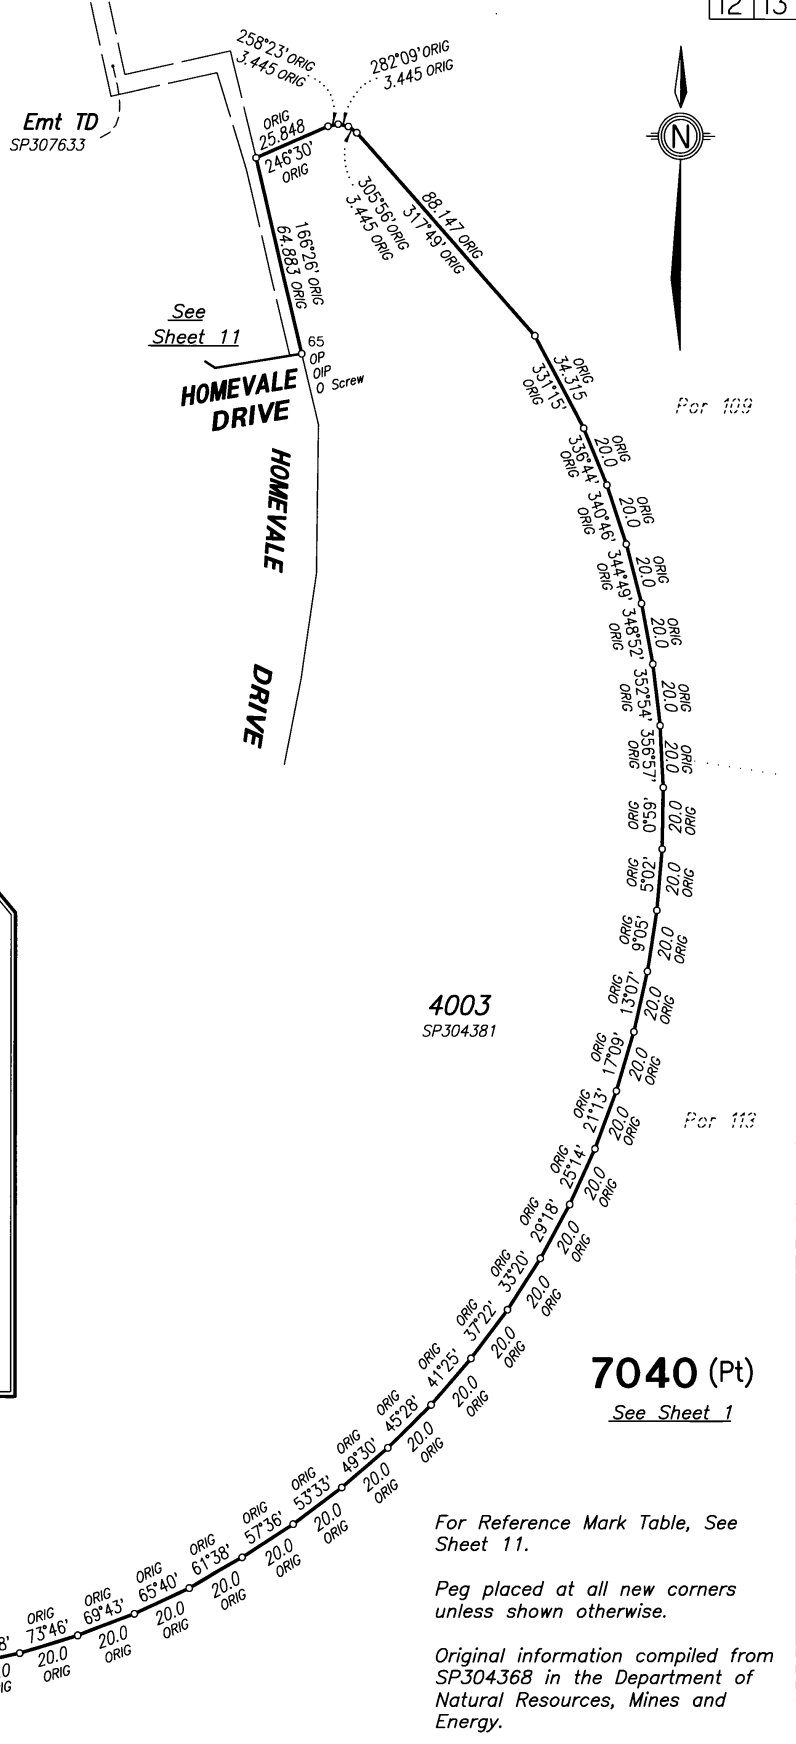 12 13
258°23' ORIG
3.445 ORIG
282°09' ORIG
3.445 ORIG
Emt TD
SP307633
ORIG
25.848
246°30'
ORIG
N
305°56' ORIG
3.445 ORIG
88.147 ORIG
317°49' ORIG
166°26' ORIG
64.883 ORIG
See
Sheet 11
65
OP
OIP
O Screw
HOMEVALE
DRIVE
HOMEVALE
DRIVE
ORIG
34.315
331°15'
ORIG
Por 109
ORIG
20.0
336°44'
ORIG
ORIG
20.0
340°46'
ORIG
ORIG
20.0
344°49'
ORIG
ORIG
20.0
348°52'
ORIG
ORIG
20.0
352°54'
ORIG
ORIG
20.0
356°57'
ORIG
ORIG
0°59'
20.0
ORIG
ORIG
5°02'
20.0
ORIG
ORIG
9°05'
20.0
ORIG
4003
SP304381
ORIG
13°07'
20.0
ORIG
ORIG
17°09'
20.0
ORIG
Por 113
ORIG
21°13'
20.0
ORIG
ORIG
25°14'
20.0
ORIG
ORIG
29°18'
20.0
ORIG
ORIG
33°20'
20.0
ORIG
ORIG
37°22'
20.0
ORIG
ORIG
41°25'
20.0
ORIG
7040 (Pt)
See Sheet 1
ORIG
45°28'
20.0
ORIG
ORIG
49°30'
20.0
ORIG
ORIG
53°33'
20.0
ORIG
ORIG
57°36'
20.0
ORIG
ORIG
61°38'
20.0
ORIG
ORIG
65°40'
20.0
ORIG
ORIG
69°43'
20.0
ORIG
ORIG
73°46'
20.0
ORIG
8'
0
IG
For Reference Mark Table, See
Sheet 11.
Peg placed at all new corners
unless shown otherwise.
Original information compiled from
SP304368 in the Department of
Natural Resources, Mines and
Energy.